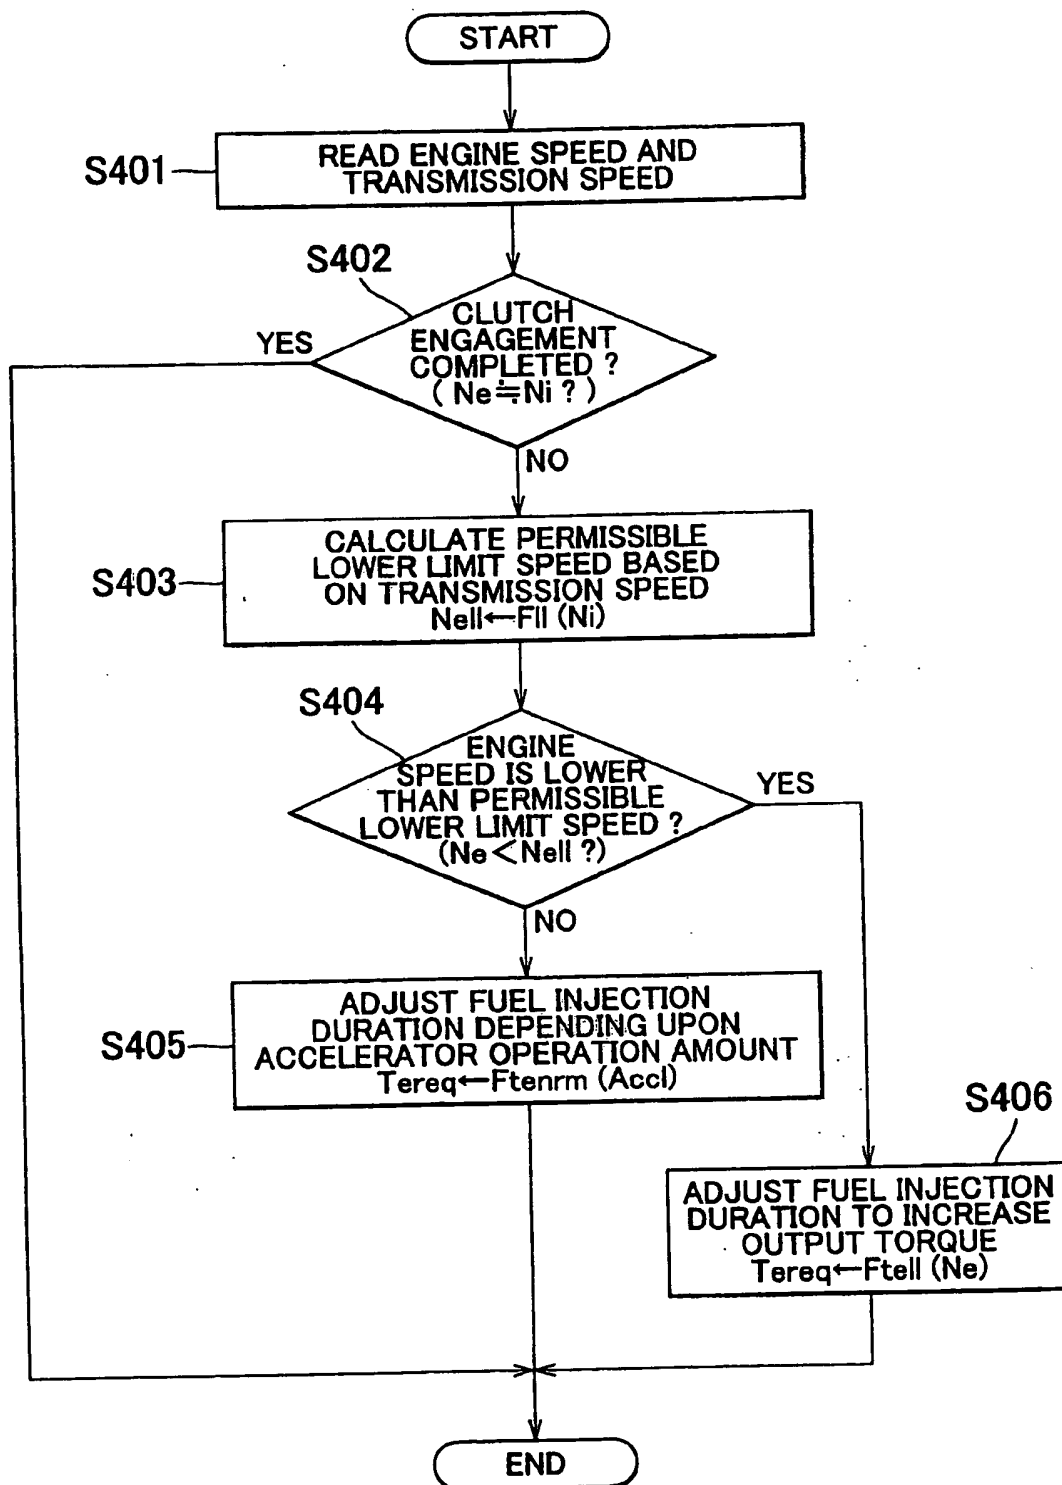 START
S401
READ ENGINE SPEED AND
TRANSMISSION SPEED
S402
CLUTCH
ENGAGEMENT
COMPLETED ?
( Ne≒Ni ? )
YES
NO
S403
CALCULATE PERMISSIBLE
LOWER LIMIT SPEED BASED
ON TRANSMISSION SPEED
Nell←Fll (Ni)
S404
ENGINE
SPEED IS LOWER
THAN PERMISSIBLE
LOWER LIMIT SPEED ?
(Ne<Nell ?)
YES
NO
S405
ADJUST FUEL INJECTION
DURATION DEPENDING UPON
ACCELERATOR OPERATION AMOUNT
Tereq←Ftenrm (Accl)
S406
ADJUST FUEL INJECTION
DURATION TO INCREASE
OUTPUT TORQUE
Tereq←Ftell (Ne)
END